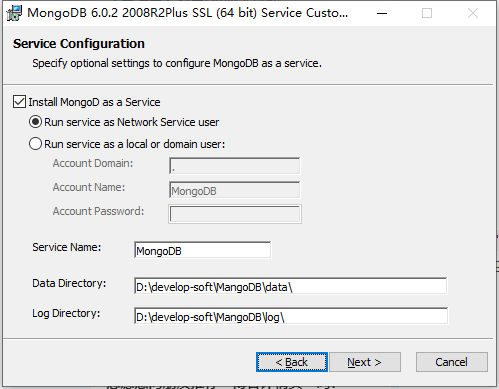 MongoDB 6.0.2 2008R2Plus SSL (64 bit) Service Custo...
Service Configuration
Specify optional settings to configure MongoDB as a service.
Install MongoD as a Service
Run service as Network Service user
Run service as a local or domain user:
Account Domain: .
Account Name: MongoDB
Account Password:
Service Name: MongoDB
Data Directory: D:\develop-soft\MangoDB\data\
Log Directory: D:\develop-soft\MangoDB\log\
< Back Next > Cancel